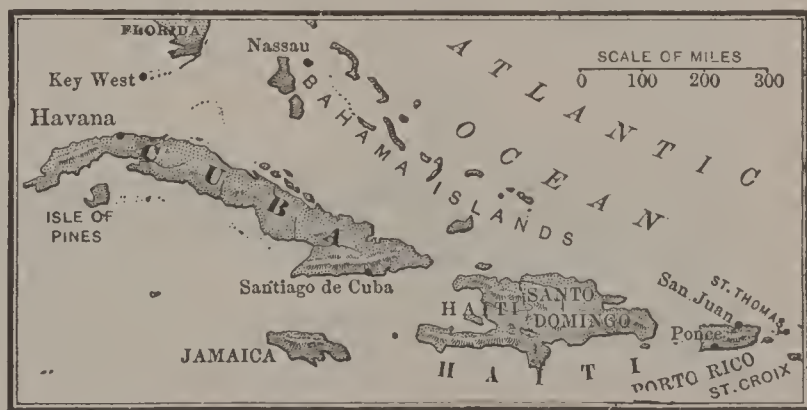 FLORIDA
Nassau
Key West
Havana
CUBA
ISLE OF
PINES
Santiago de Cuba
JAMAICA
BAHAMA ISLANDS
ATLANTIC
OCEAN
SCALE OF MILES
0 100 200 300
HAITI
SANTO
DOMINGO
HAITI
San Juan
ST. THOMAS
Ponce
PORTO RICO
ST. CROIX